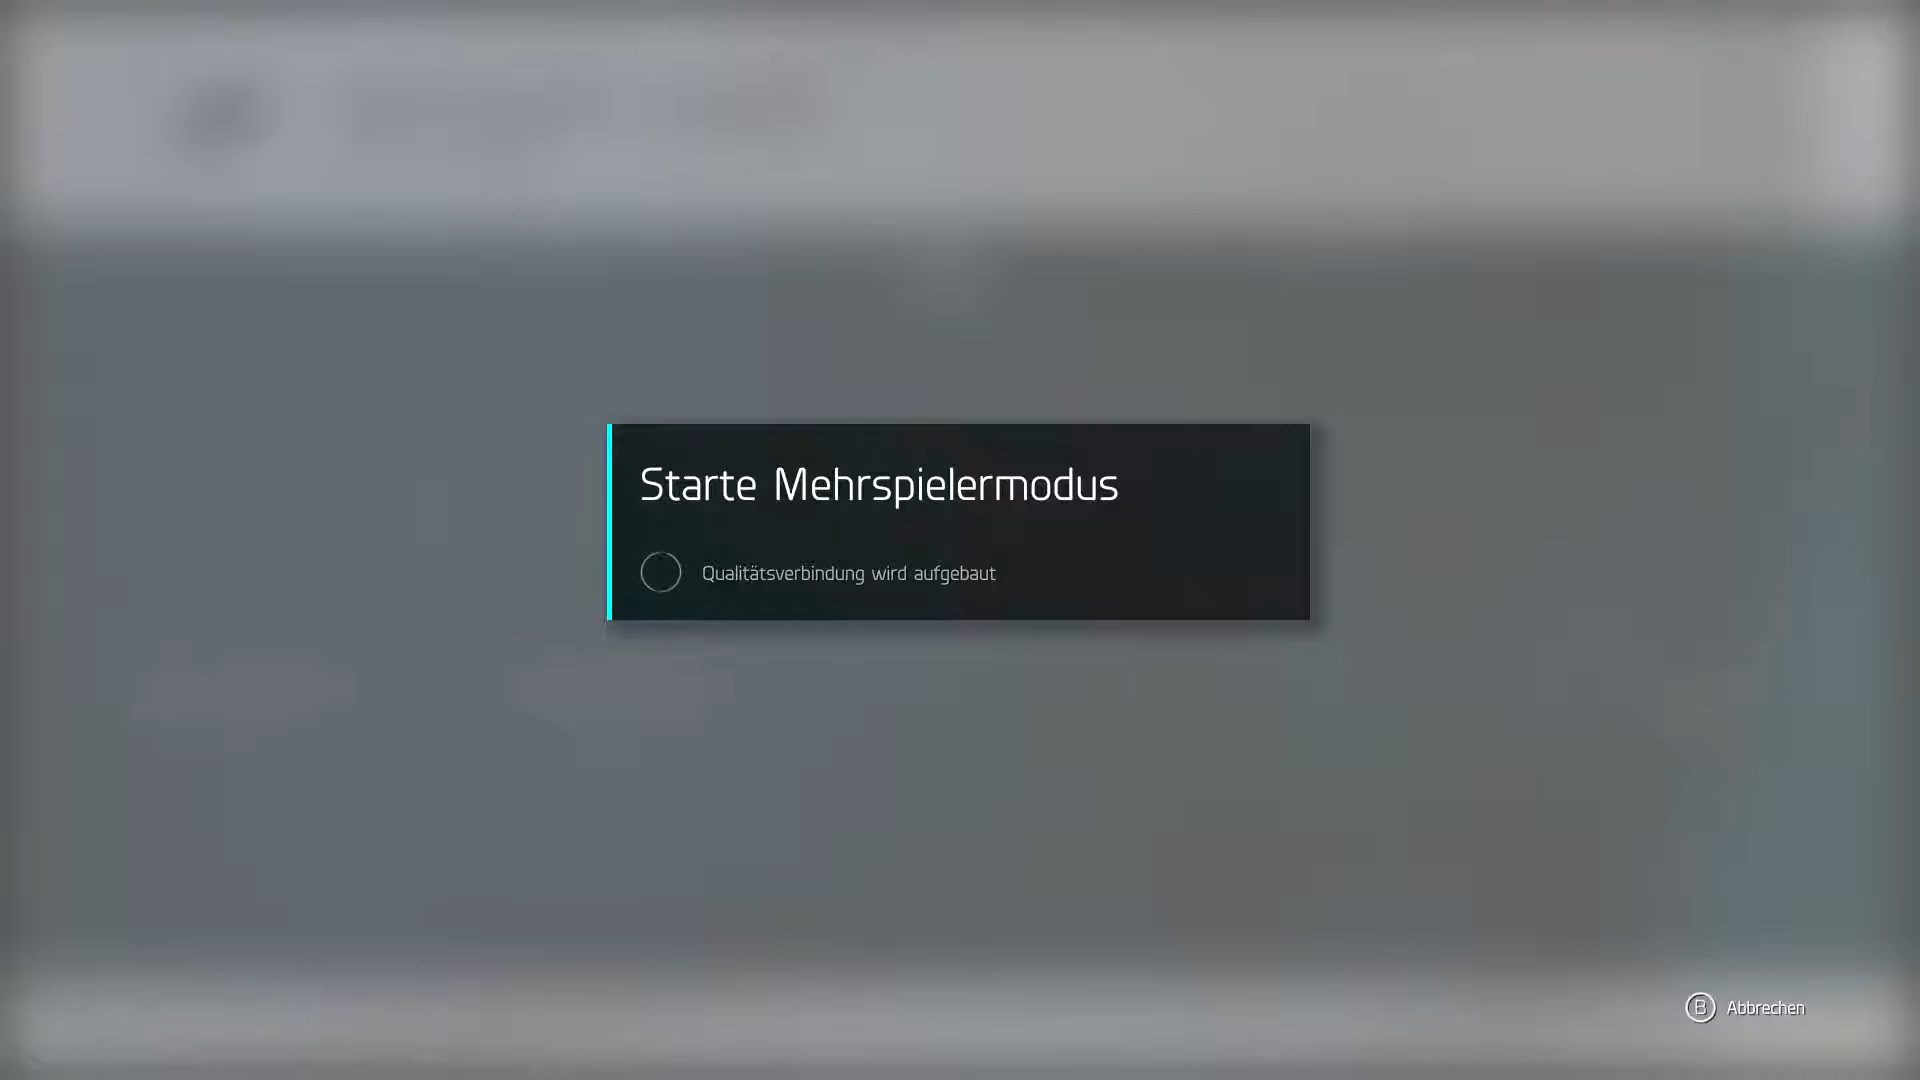 Starte Mehrspielermodus
Qualitätsverbindung wird aufgebaut
B Abbrechen